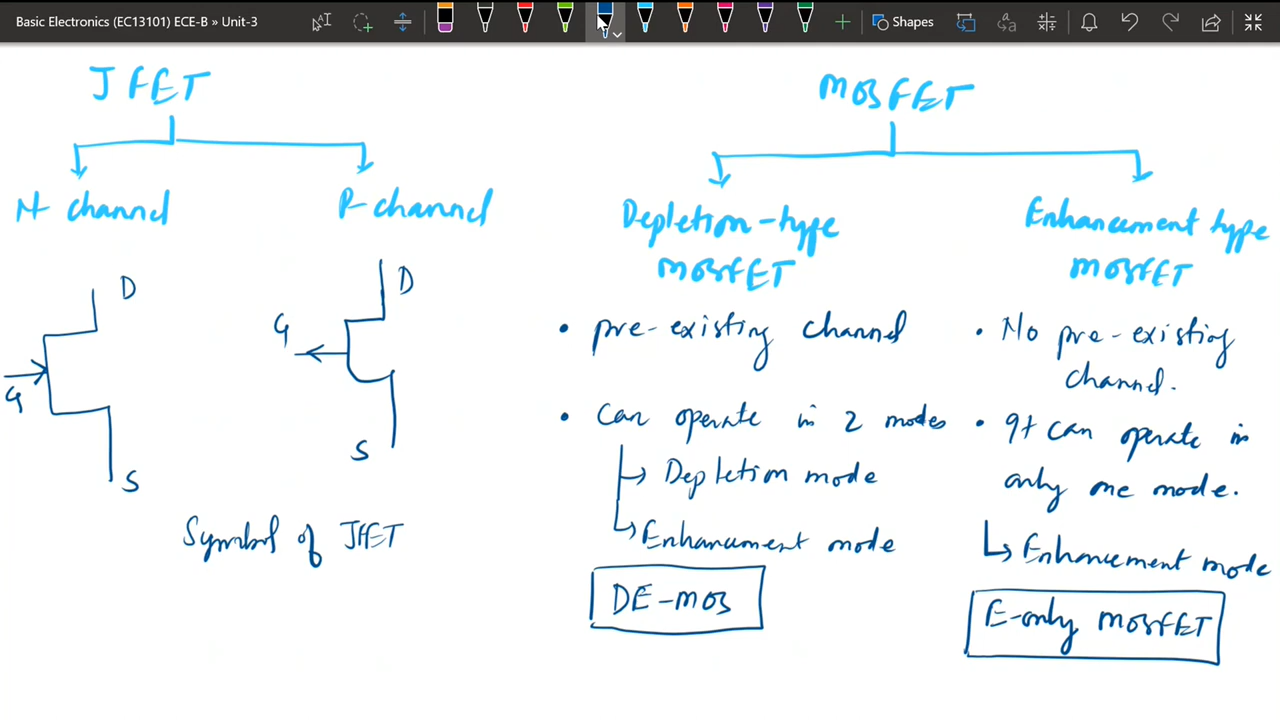 Basic Electronics (EC13101) ECE-B » Unit-3
Shapes
JFET
N channel
P-channel
D
G
S
D
G
S
Symbol of JFET
MOSFET
Depletion-type
MOSFET
• pre-existing channel
• Can operate in 2 modes
Depletion mode
Enhancement mode
DE-MOS
Enhancement type
MOSFET
• No pre-existing
channel.
• It can operate in
only one mode.
Enhancement mode
E-only MOSFET